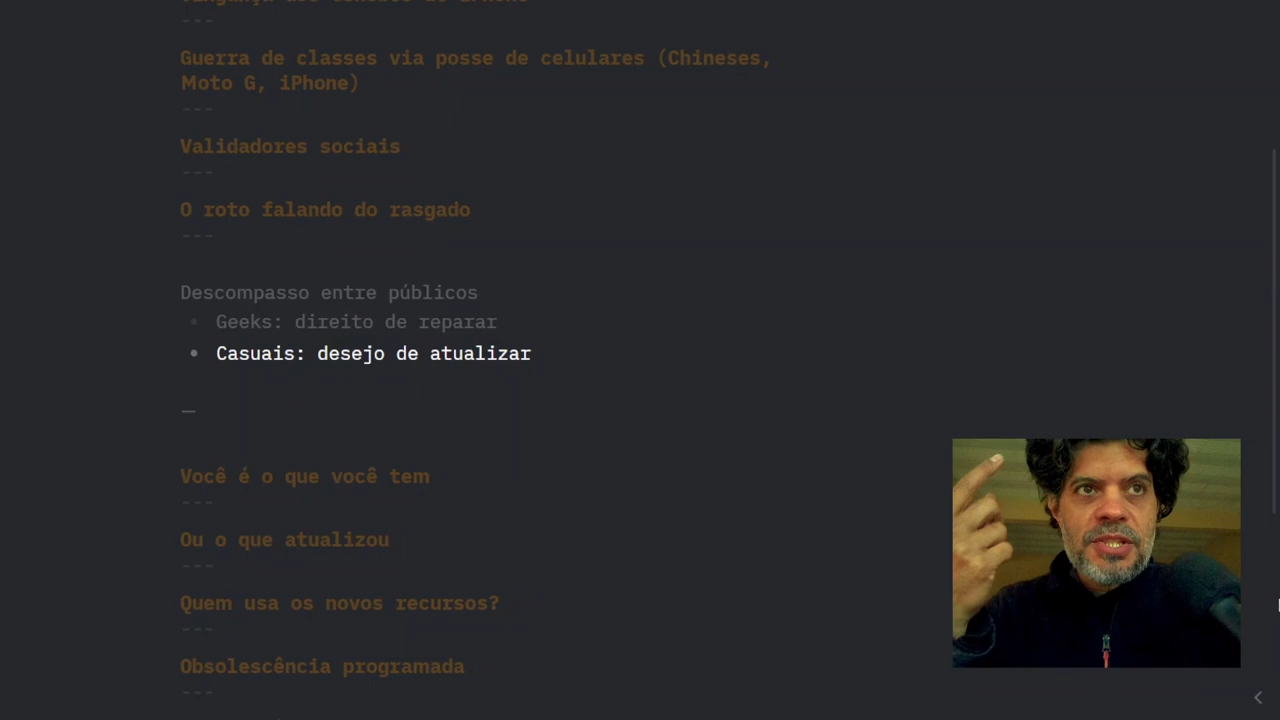 ---
Guerra de classes via posse de celulares (Chineses,
Moto G, iPhone)
---
Validadores sociais
---
O roto falando do rasgado
---
Descompasso entre públicos
• Geeks: direito de reparar
• Casuais: desejo de atualizar
—
Você é o que você tem
---
Ou o que atualizou
---
Quem usa os novos recursos?
---
Obsolescência programada
---